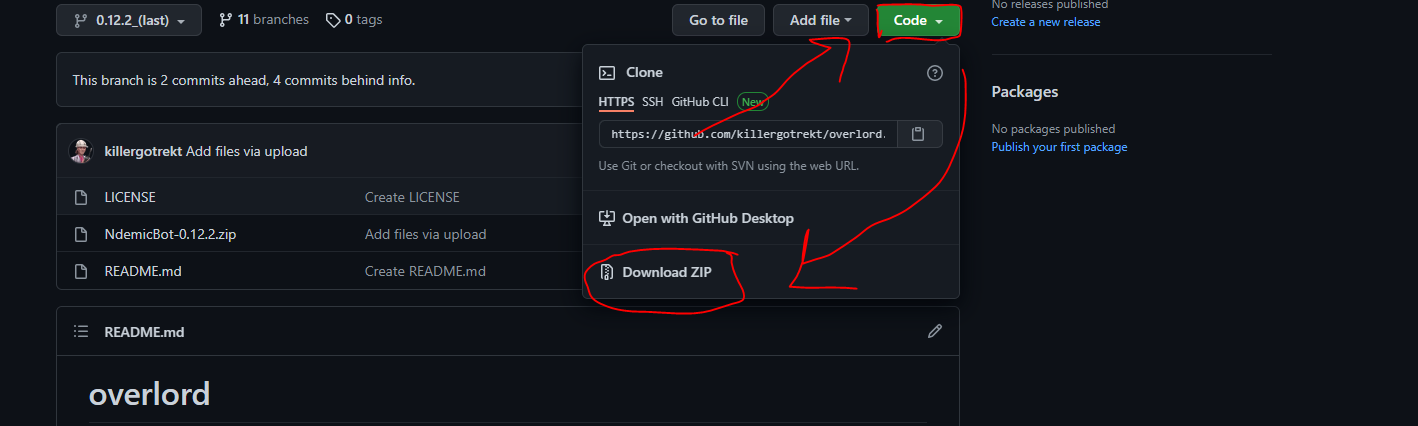 No releases published
0.12.2_(last) 11 branches 0 tags Go to file Add file Code
Create a new release
This branch is 2 commits ahead, 4 commits behind info.
Clone
HTTPS SSH GitHub CLI New
https://github.com/killergotrekt/overlord.
Use Git or checkout with SVN using the web URL.
Open with GitHub Desktop
Download ZIP
Packages
No packages published
Publish your first package
killergotrekt Add files via upload
LICENSE Create LICENSE
NdemicBot-0.12.2.zip Add files via upload
README.md Create README.md
README.md
overlord